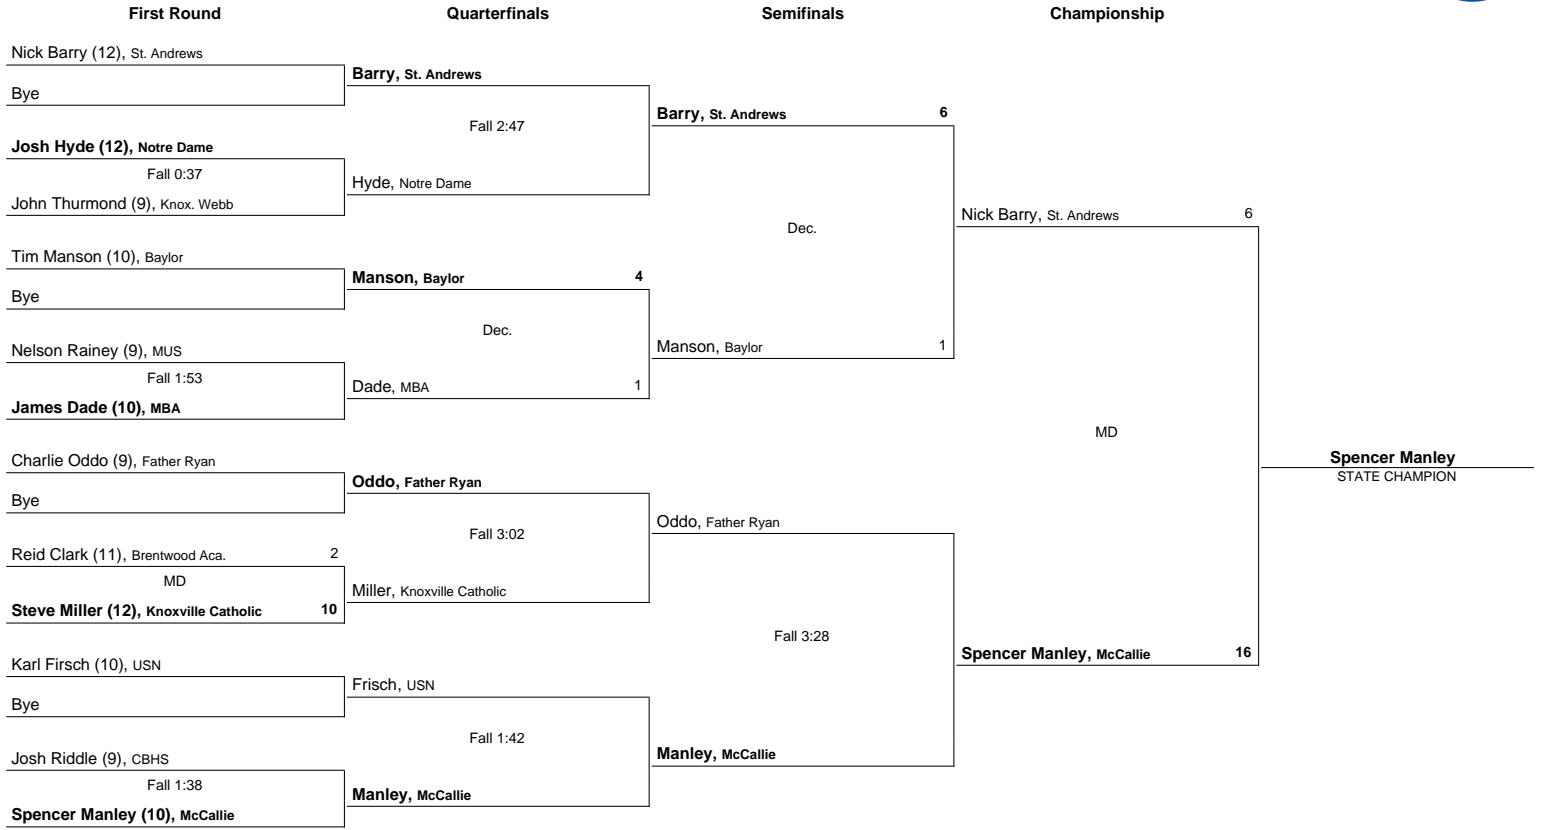 First Round
Quarterfinals
Semifinals
Championship
Nick Barry (12), St. Andrews
Bye
Josh Hyde (12), Notre Dame
Fall 0:37
John Thurmond (9), Knox. Webb
Tim Manson (10), Baylor
Bye
Nelson Rainey (9), MUS
Fall 1:53
James Dade (10), MBA
Charlie Oddo (9), Father Ryan
Bye
Reid Clark (11), Brentwood Aca. 2
MD
Steve Miller (12), Knoxville Catholic 10
Karl Firsch (10), USN
Bye
Josh Riddle (9), CBHS
Fall 1:38
Spencer Manley (10), McCallie
Barry, St. Andrews
Fall 2:47
Hyde, Notre Dame
Manson, Baylor 4
Dec.
Dade, MBA 1
Oddo, Father Ryan
Fall 3:02
Miller, Knoxville Catholic
Frisch, USN
Fall 1:42
Manley, McCallie
Barry, St. Andrews 6
Dec.
Manson, Baylor 1
Oddo, Father Ryan
Fall 3:28
Manley, McCallie
Nick Barry, St. Andrews 6
MD
Spencer Manley, McCallie 16
Spencer Manley
STATE CHAMPION